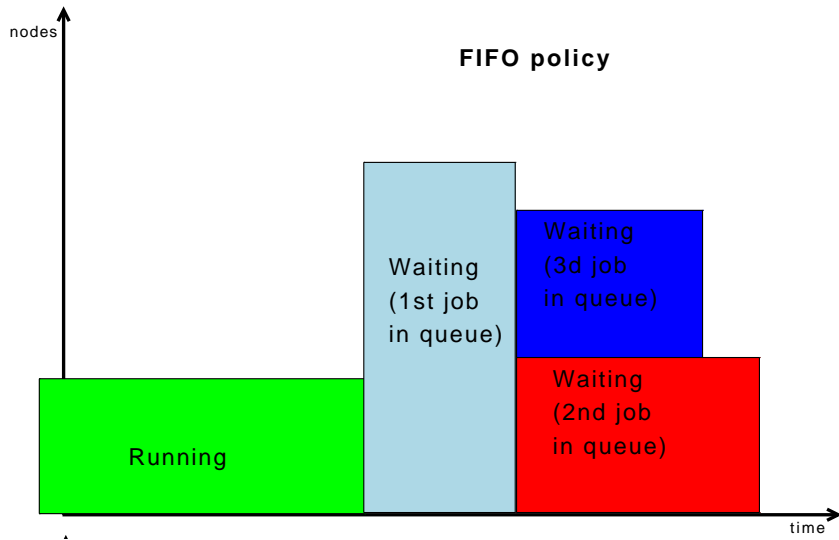 nodes
FIFO policy
Waiting
(3d job
in queue)
Waiting
(1st job
in queue)
Waiting
(2nd job
in queue)
Running
time